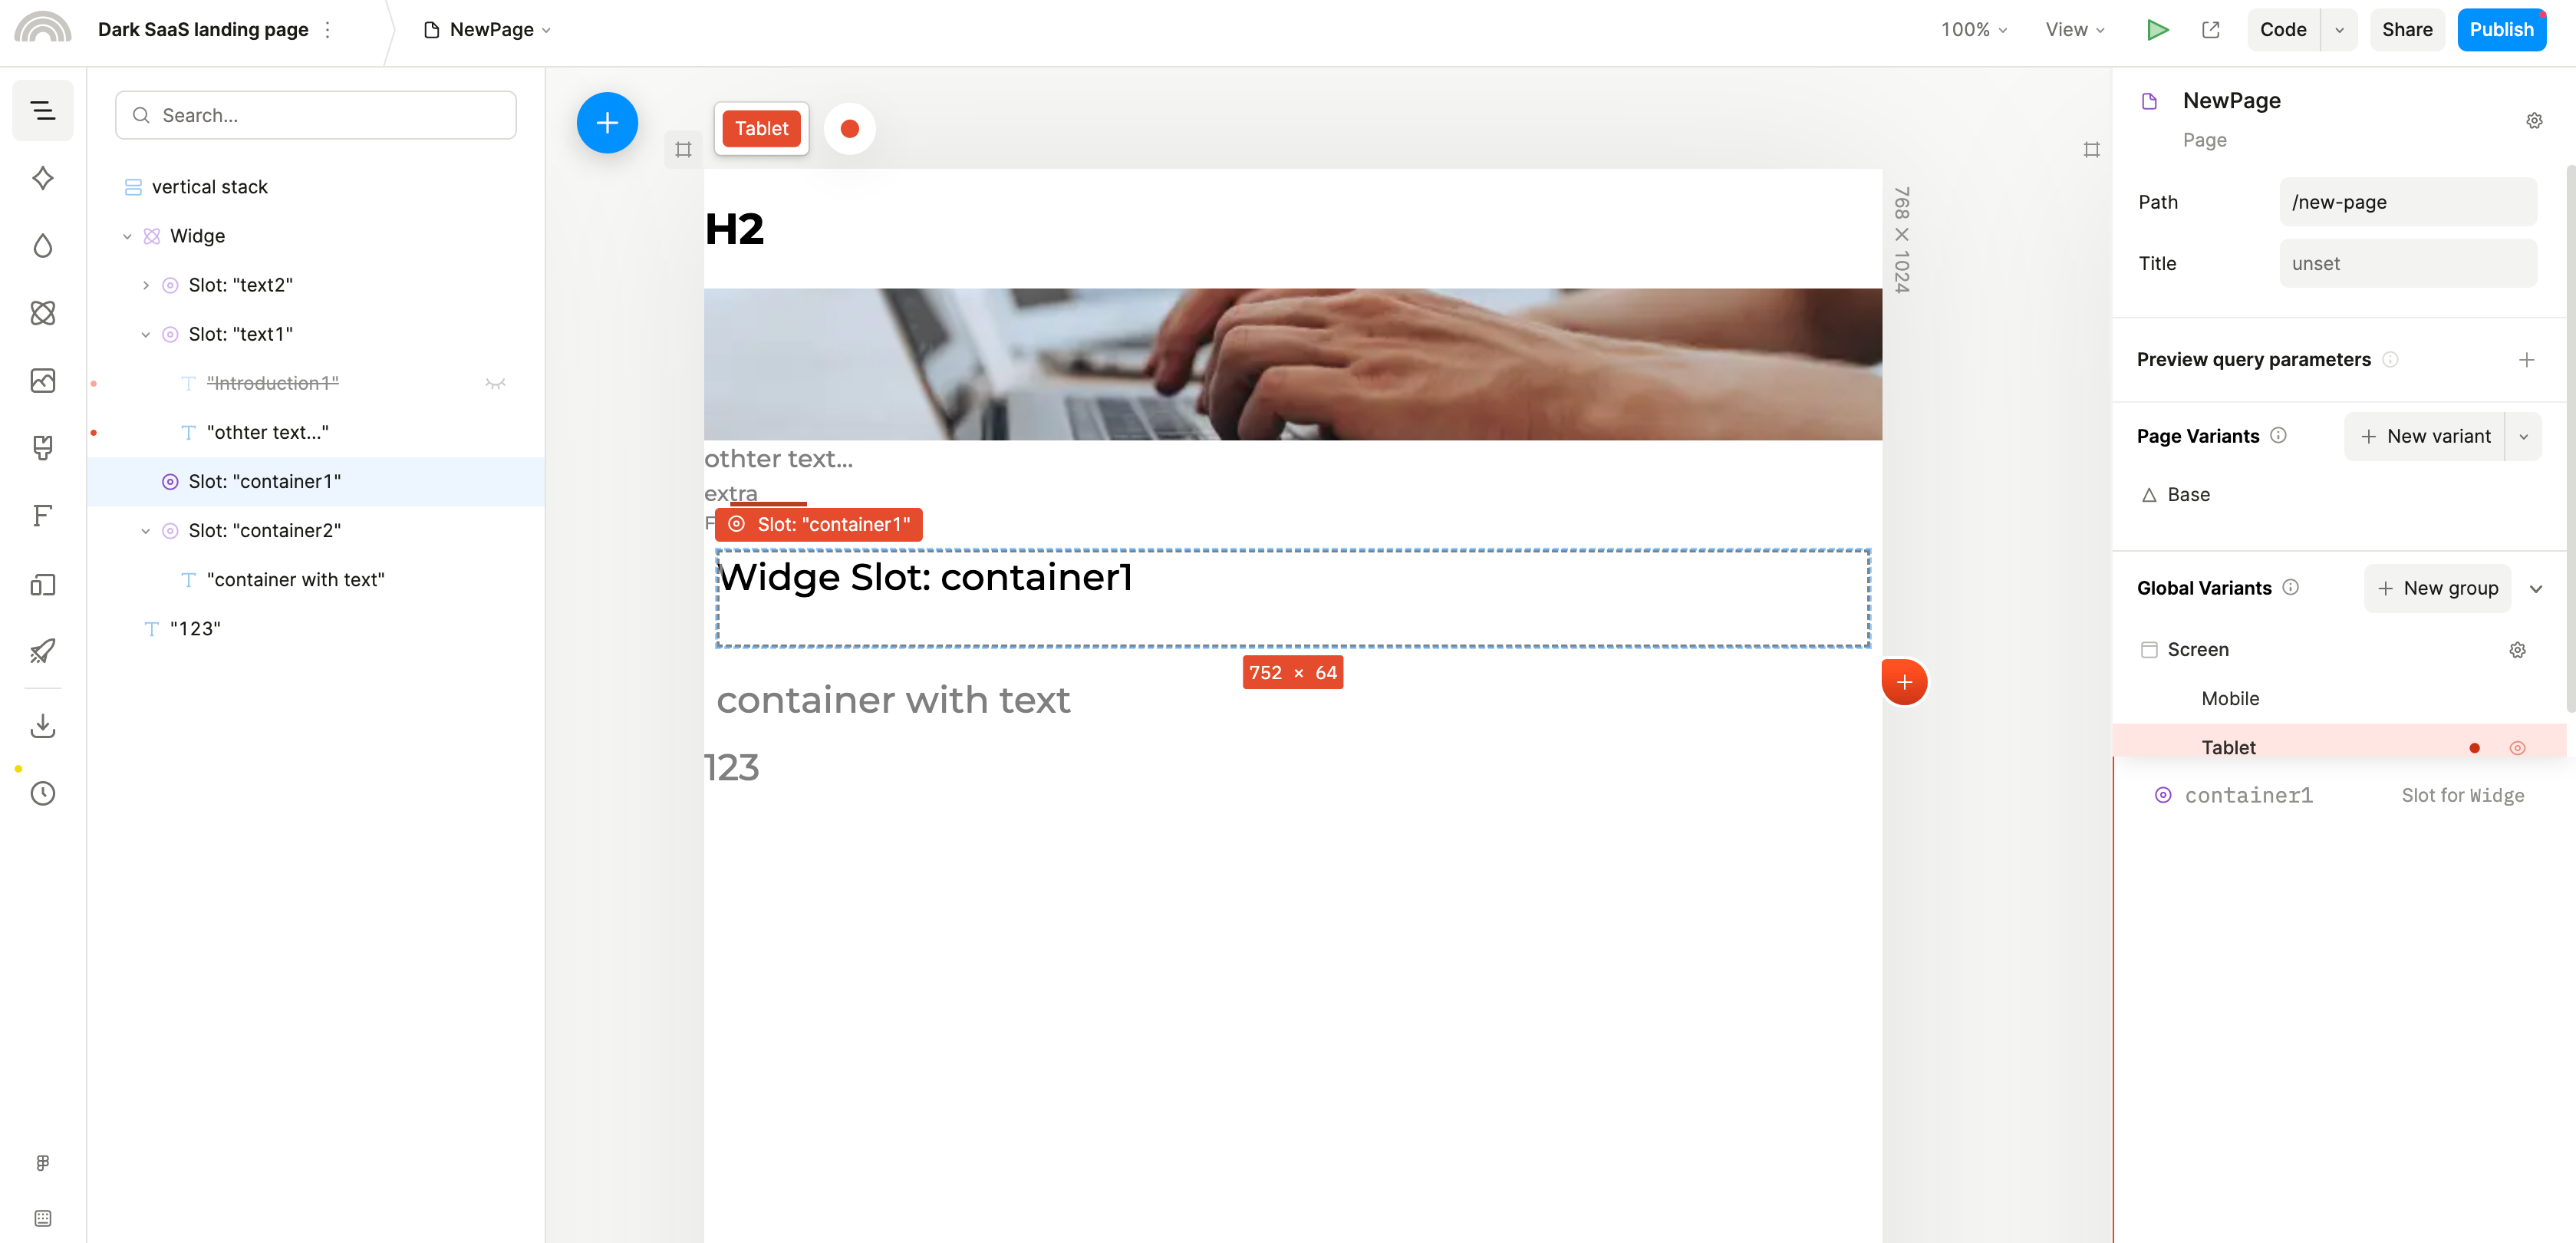 Dark SaaS landing page
NewPage
100%
View
Code
Share
Publish
Search...
vertical stack
Widge
Slot: "text2"
Slot: "text1"
"Introduction1"
"othter text..."
Slot: "container1"
Slot: "container2"
"container with text"
"123"
Tablet
768 × 1024
H2
othter text...
extra
F
Slot: "container1"
Widge Slot: container1
752 × 64
container with text
123
NewPage
Page
Path
/new-page
Title
unset
Preview query parameters
Page Variants
New variant
Base
Global Variants
New group
Screen
Mobile
Tablet
container1
Slot for Widge